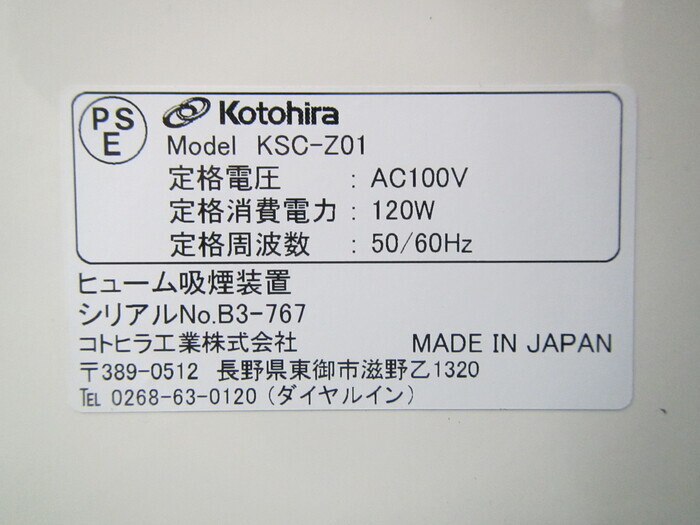 PSE
Kotohira
Model KSC-Z01
定格電圧 : AC100V
定格消費電力 : 120W
定格周波数 : 50/60Hz
ヒューム吸煙装置
シリアルNo.B3-767
コトヒラ工業株式会社 MADE IN JAPAN
〒389-0512 長野県東御市滋野乙1320
℡ 0268-63-0120 (ダイヤルイン)